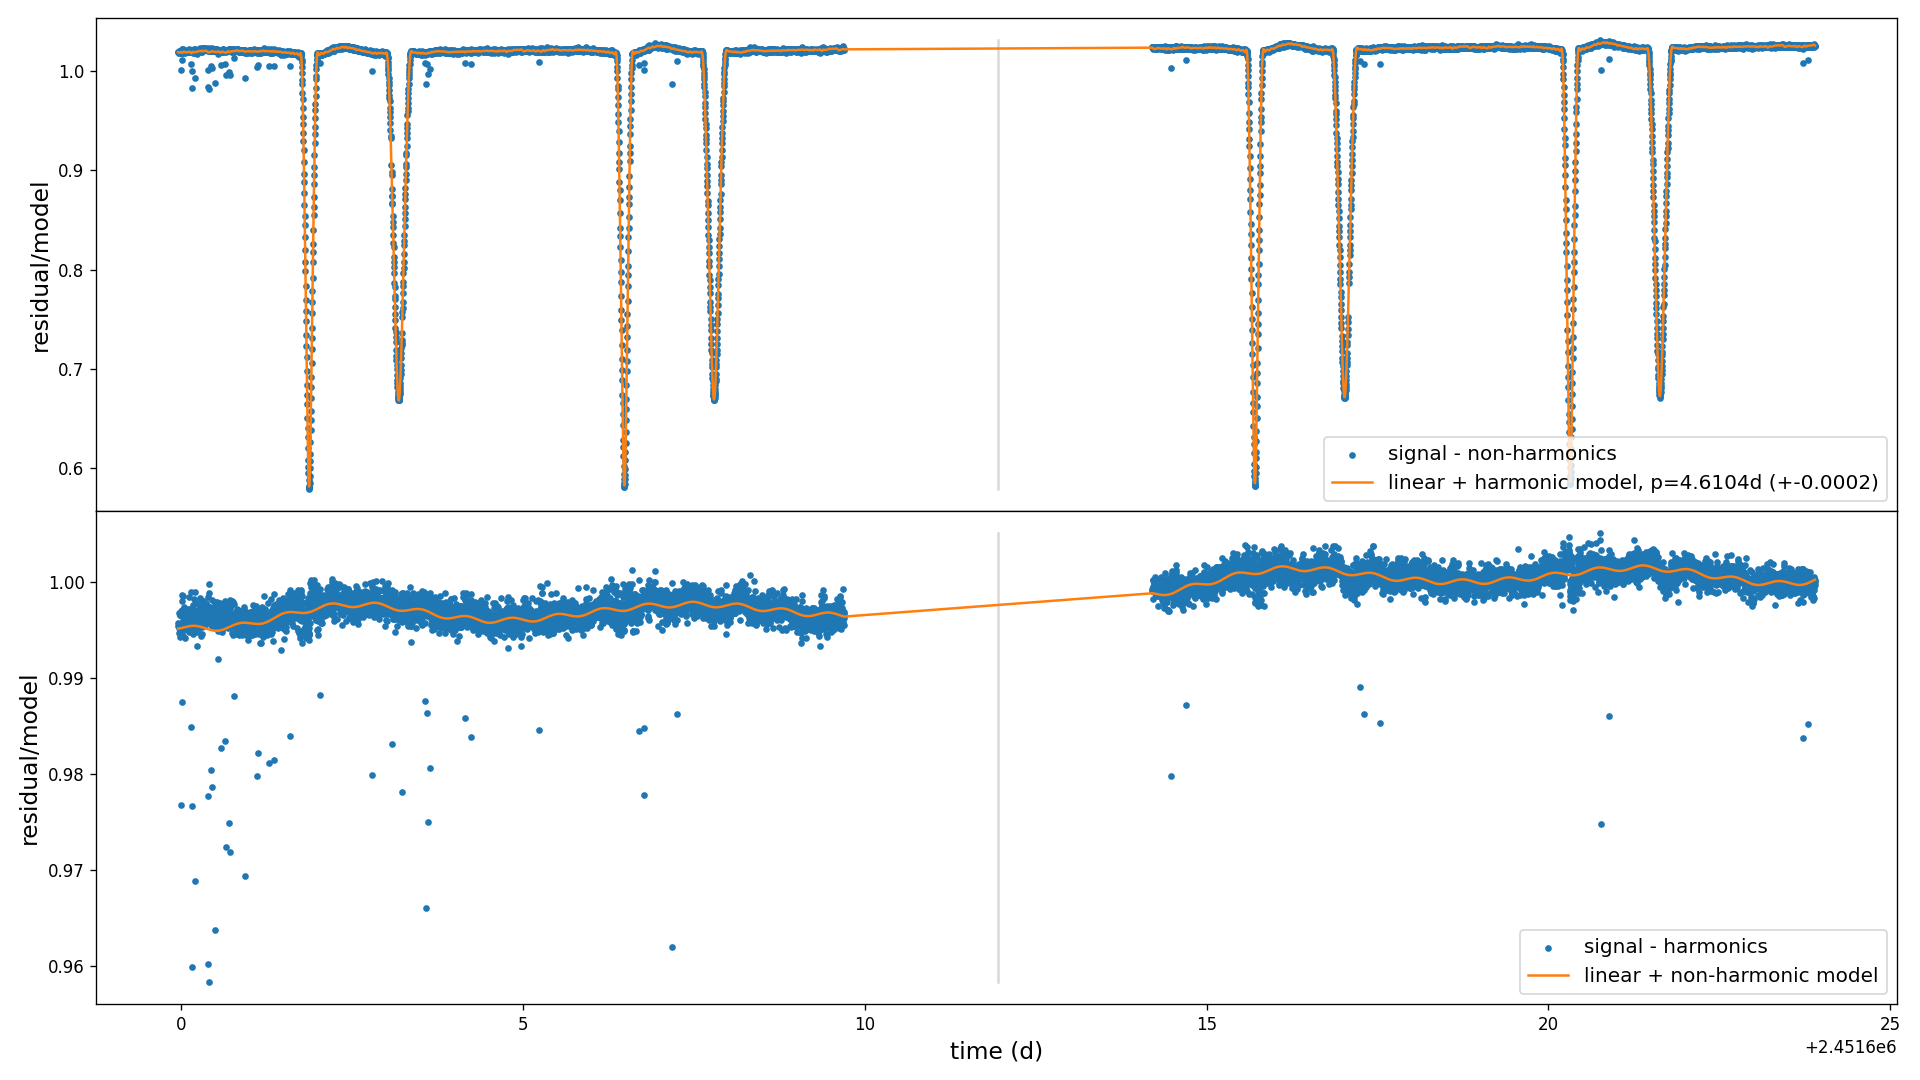 1.0
0.9
0.8
0.7
0.6
residual/model
signal - non-harmonics
linear + harmonic model, p=4.6104d (+-0.0002)
1.00
0.99
0.98
0.97
0.96
residual/model
signal - harmonics
linear + non-harmonic model
0
5
10
15
20
25
time (d)
+2.4516e6